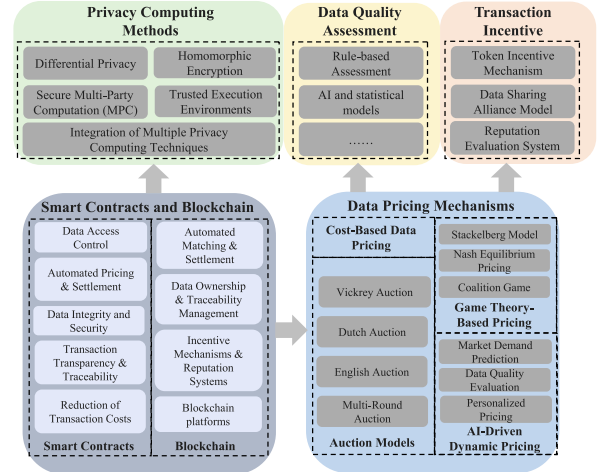 Privacy Computing
Methods
Differential Privacy
Homomorphic
Encryption
Secure Multi-Party
Computation (MPC)
Trusted Execution
Environments
Integration of Multiple Privacy
Computing Techniques
Data Quality
Assessment
Rule-based
Assessment
AI and statistical
models
……
Transaction
Incentive
Token Incentive
Mechanism
Data Sharing
Alliance Model
Reputation
Evaluation System
Smart Contracts and Blockchain
Data Access
Control
Automated Pricing
& Settlement
Data Integrity and
Security
Transaction
Transparency &
Traceability
Reduction of
Transaction Costs
Smart Contracts
Automated
Matching &
Settlement
Data Ownership
& Traceability
Management
Incentive
Mechanisms &
Reputation
Systems
Blockchain
platforms
Blockchain
Data Pricing Mechanisms
Cost-Based Data
Pricing
Vickrey Auction
Dutch Auction
English Auction
Multi-Round
Auction
Auction Models
Stackelberg Model
Nash Equilibrium
Pricing
Coalition Game
Game Theory-
Based Pricing
Market Demand
Prediction
Data Quality
Evaluation
Personalized
Pricing
AI-Driven
Dynamic Pricing